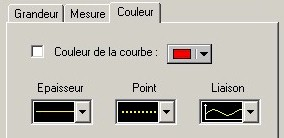 Grandeur Mesure Couleur
Couleur de la courbe :
Epaisseur Point Liaison